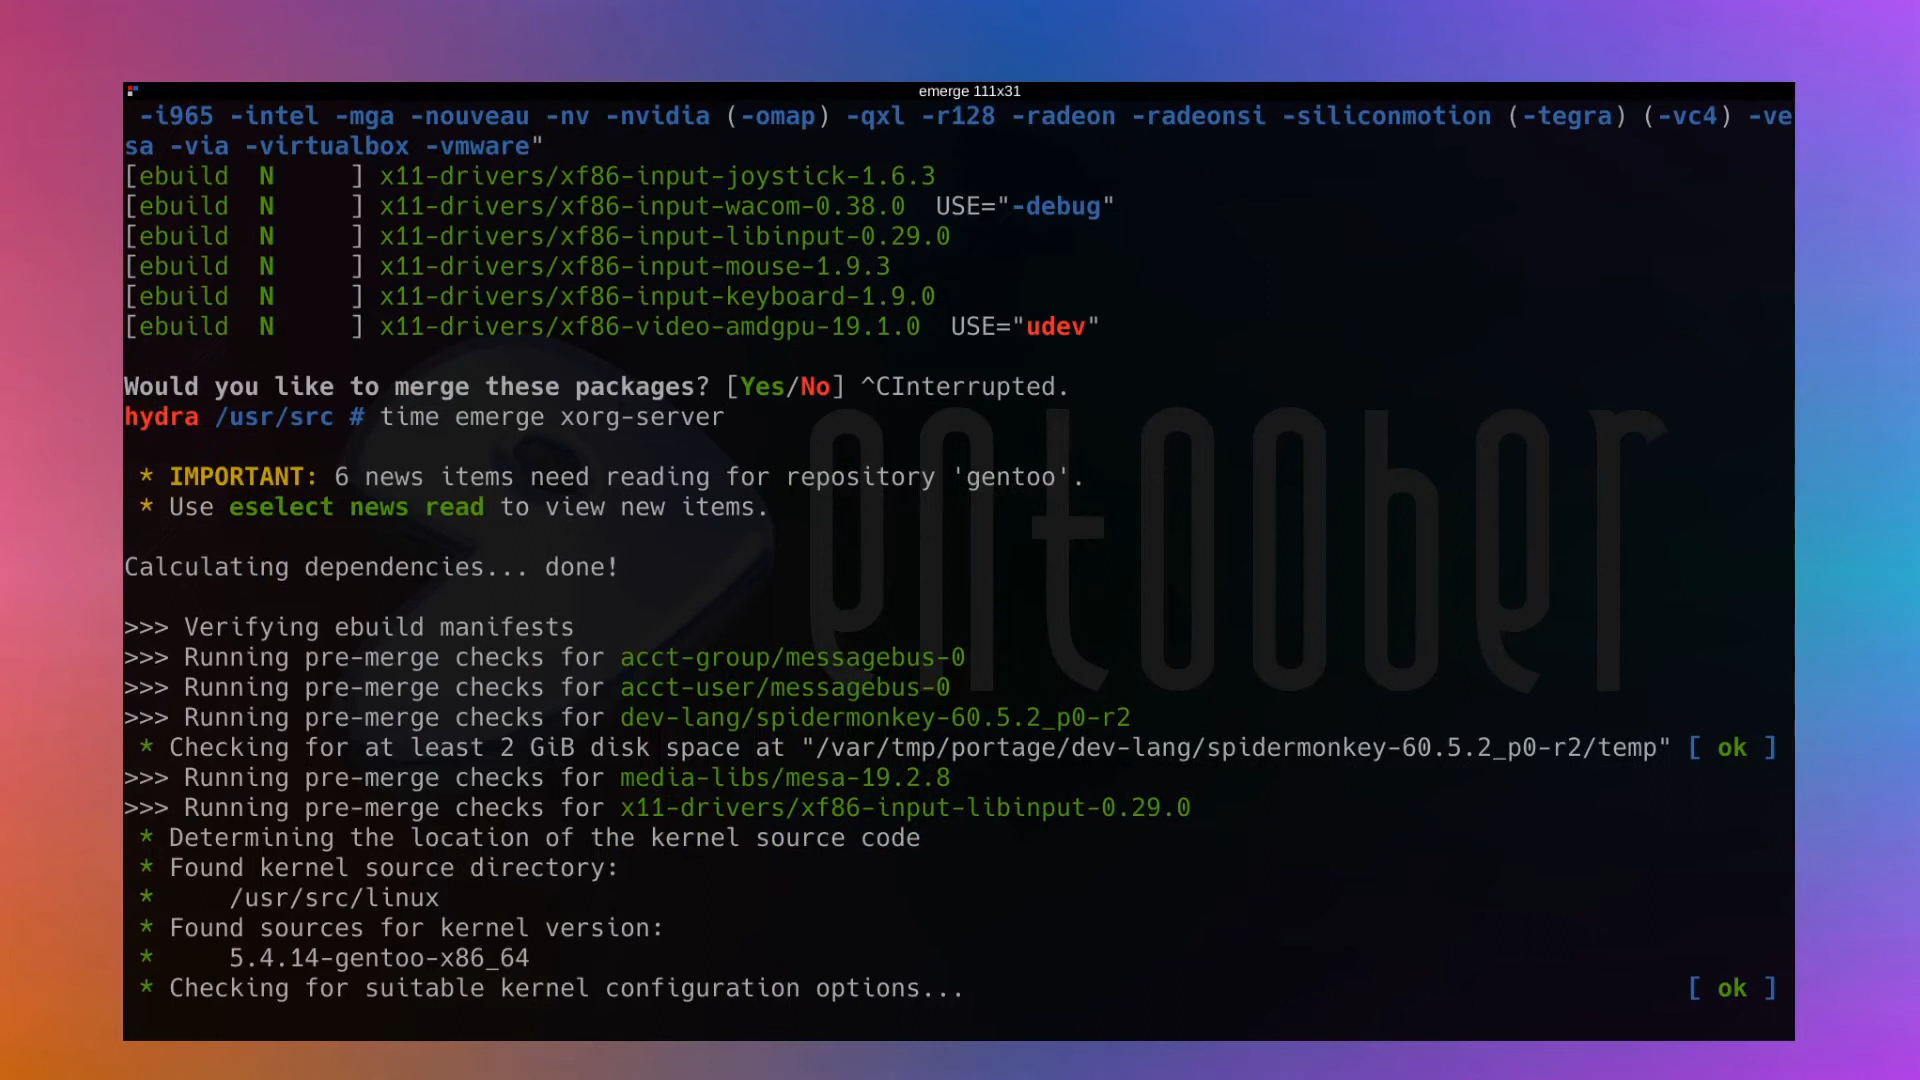 emerge 111x31
-i965 -intel -mga -nouveau -nv -nvidia (-omap) -qxl -r128 -radeon -radeonsi -siliconmotion (-tegra) (-vc4) -ve
sa -via -virtualbox -vmware"
[ebuild  N     ] x11-drivers/xf86-input-joystick-1.6.3
[ebuild  N     ] x11-drivers/xf86-input-wacom-0.38.0  USE="-debug"
[ebuild  N     ] x11-drivers/xf86-input-libinput-0.29.0
[ebuild  N     ] x11-drivers/xf86-input-mouse-1.9.3
[ebuild  N     ] x11-drivers/xf86-input-keyboard-1.9.0
[ebuild  N     ] x11-drivers/xf86-video-amdgpu-19.1.0  USE="udev"
Would you like to merge these packages? [Yes/No] ^CInterrupted.
hydra /usr/src # time emerge xorg-server
* IMPORTANT: 6 news items need reading for repository 'gentoo'.
* Use eselect news read to view new items.
Calculating dependencies... done!
>>> Verifying ebuild manifests
>>> Running pre-merge checks for acct-group/messagebus-0
>>> Running pre-merge checks for acct-user/messagebus-0
>>> Running pre-merge checks for dev-lang/spidermonkey-60.5.2_p0-r2
* Checking for at least 2 GiB disk space at "/var/tmp/portage/dev-lang/spidermonkey-60.5.2_p0-r2/temp" [ ok ]
>>> Running pre-merge checks for media-libs/mesa-19.2.8
>>> Running pre-merge checks for x11-drivers/xf86-input-libinput-0.29.0
* Determining the location of the kernel source code
* Found kernel source directory:
*     /usr/src/linux
* Found sources for kernel version:
*     5.4.14-gentoo-x86_64
* Checking for suitable kernel configuration options... [ ok ]
entoober